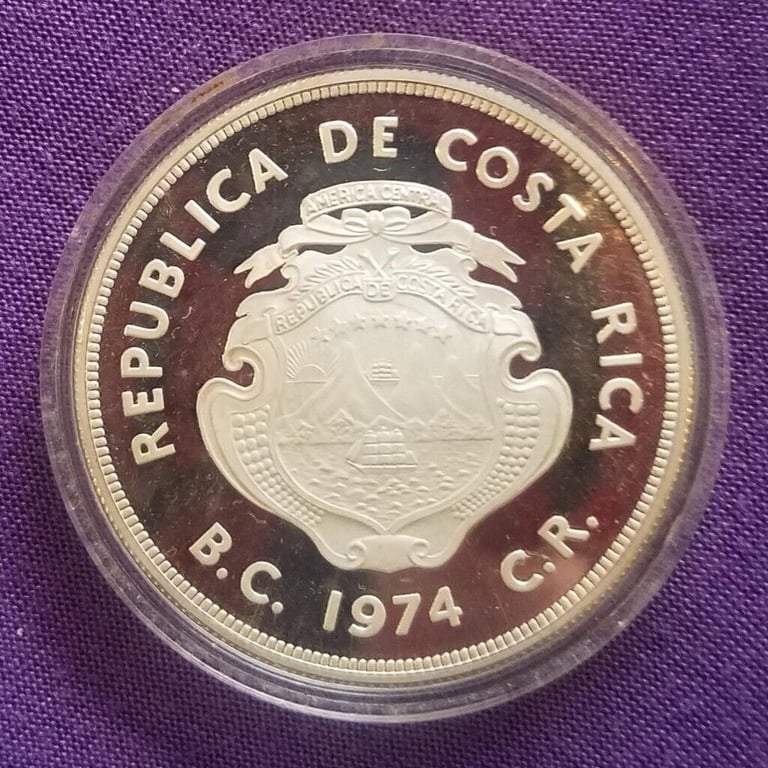 REPUBLICA DE COSTA RICA
AMERICA CENTRAL
REPUBLICA DE COSTA RICA
B.C. 1974 C.R.